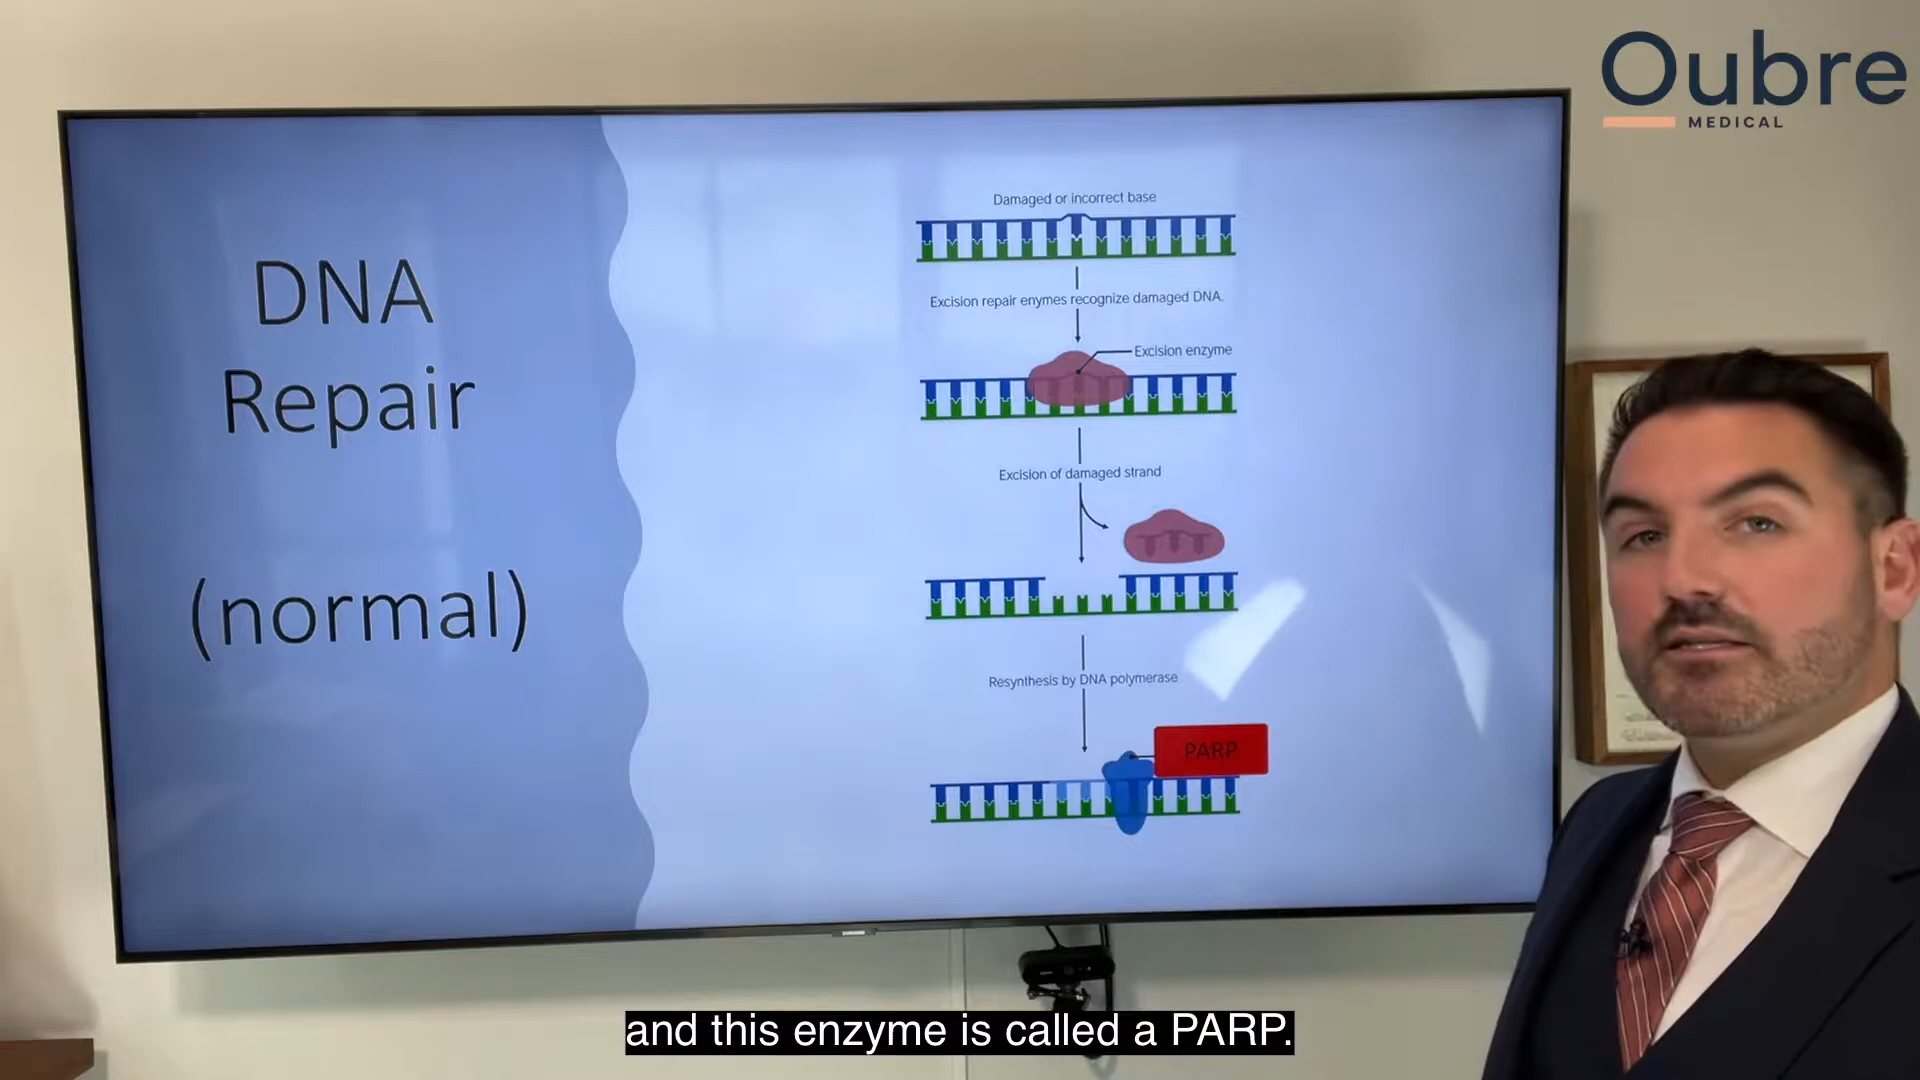 Oubre
MEDICAL
DNA
Repair
(normal)
Damaged or incorrect base
Excision repair enymes recognize damaged DNA.
Excision enzyme
Excision of damaged strand
Resynthesis by DNA polymerase
PARP
and this enzyme is called a PARP.